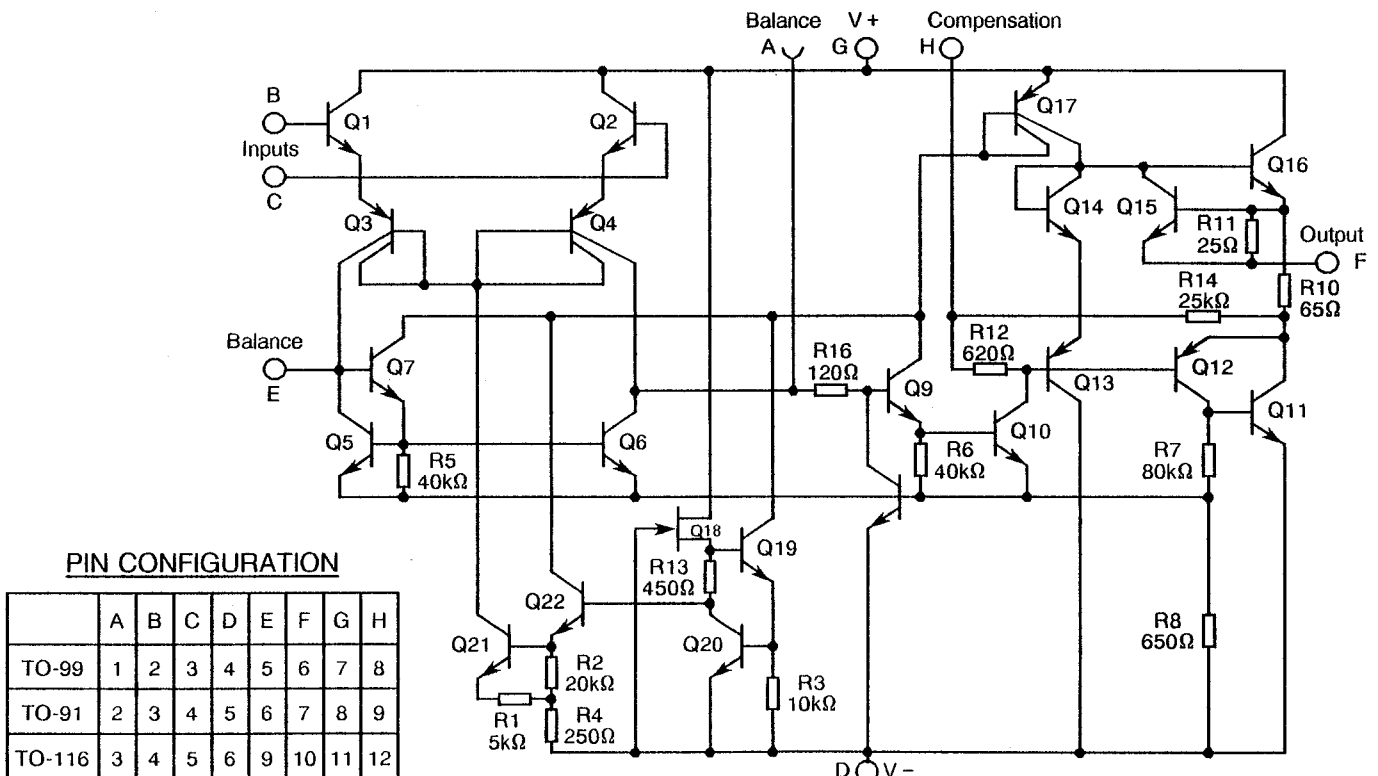 Balance V + Compensation
A G H
B
Q1 Q2 Q17
Inputs
Q16
C
Q3 Q4 Q14 Q15
R11
25Ω
Output
F
R14
25kΩ
R10
65Ω
Balance
E
Q7
R16
120Ω
R12
620Ω
Q9 Q13 Q12
Q5 Q6 Q10 Q11
R5
40kΩ
R6
40kΩ
R7
80kΩ
Q18
Q19
R13
450Ω
Q22
Q21 Q20
R8
650Ω
R2
20kΩ
R3
10kΩ
R1
5kΩ
R4
250Ω
D V −
PIN CONFIGURATION
A B C D E F G H
TO-99 1 2 3 4 5 6 7 8
TO-91 2 3 4 5 6 7 8 9
TO-116 3 4 5 6 9 10 11 12